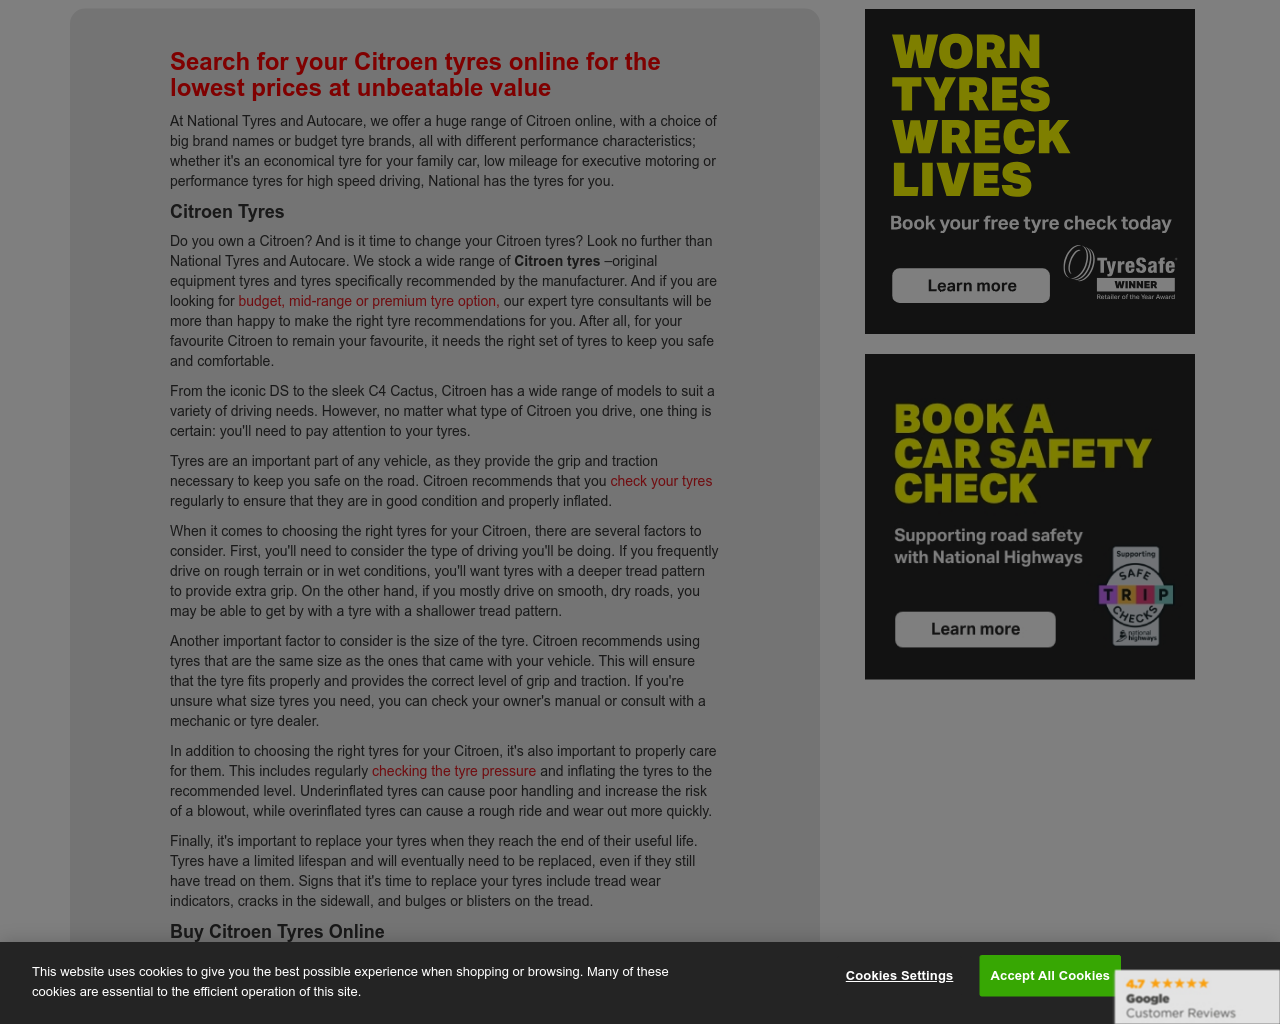 Search for your Citroen tyres online for the
lowest prices at unbeatable value
At National Tyres and Autocare, we offer a huge range of Citroen online, with a choice of
big brand names or budget tyre brands, all with different performance characteristics;
whether it's an economical tyre for your family car, low mileage for executive motoring or
performance tyres for high speed driving, National has the tyres for you.
Citroen Tyres
Do you own a Citroen? And is it time to change your Citroen tyres? Look no further than
National Tyres and Autocare. We stock a wide range of Citroen tyres –original
equipment tyres and tyres specifically recommended by the manufacturer. And if you are
looking for budget, mid-range or premium tyre option, our expert tyre consultants will be
more than happy to make the right tyre recommendations for you. After all, for your
favourite Citroen to remain your favourite, it needs the right set of tyres to keep you safe
and comfortable.
From the iconic DS to the sleek C4 Cactus, Citroen has a wide range of models to suit a
variety of driving needs. However, no matter what type of Citroen you drive, one thing is
certain: you'll need to pay attention to your tyres.
Tyres are an important part of any vehicle, as they provide the grip and traction
necessary to keep you safe on the road. Citroen recommends that you check your tyres
regularly to ensure that they are in good condition and properly inflated.
When it comes to choosing the right tyres for your Citroen, there are several factors to
consider. First, you'll need to consider the type of driving you'll be doing. If you frequently
drive on rough terrain or in wet conditions, you'll want tyres with a deeper tread pattern
to provide extra grip. On the other hand, if you mostly drive on smooth, dry roads, you
may be able to get by with a tyre with a shallower tread pattern.
Another important factor to consider is the size of the tyre. Citroen recommends using
tyres that are the same size as the ones that came with your vehicle. This will ensure
that the tyre fits properly and provides the correct level of grip and traction. If you're
unsure what size tyres you need, you can check your owner's manual or consult with a
mechanic or tyre dealer.
In addition to choosing the right tyres for your Citroen, it's also important to properly care
for them. This includes regularly checking the tyre pressure and inflating the tyres to the
recommended level. Underinflated tyres can cause poor handling and increase the risk
of a blowout, while overinflated tyres can cause a rough ride and wear out more quickly.
Finally, it's important to replace your tyres when they reach the end of their useful life.
Tyres have a limited lifespan and will eventually need to be replaced, even if they still
have tread on them. Signs that it's time to replace your tyres include tread wear
indicators, cracks in the sidewall, and bulges or blisters on the tread.
Buy Citroen Tyres Online
WORN
TYRES
WRECK
LIVES
Book your free tyre check today
Learn more
TyreSafe
WINNER
Retailer of the Year Award
BOOK A
CAR SAFETY
CHECK
Supporting road safety
with National Highways
Learn more
Supporting
SAFE
TRIP
CHECKS
national
highways
This website uses cookies to give you the best possible experience when shopping or browsing. Many of these
cookies are essential to the efficient operation of this site.
Cookies Settings
Accept All Cookies
4.7 ★★★★★
Google
Customer Reviews